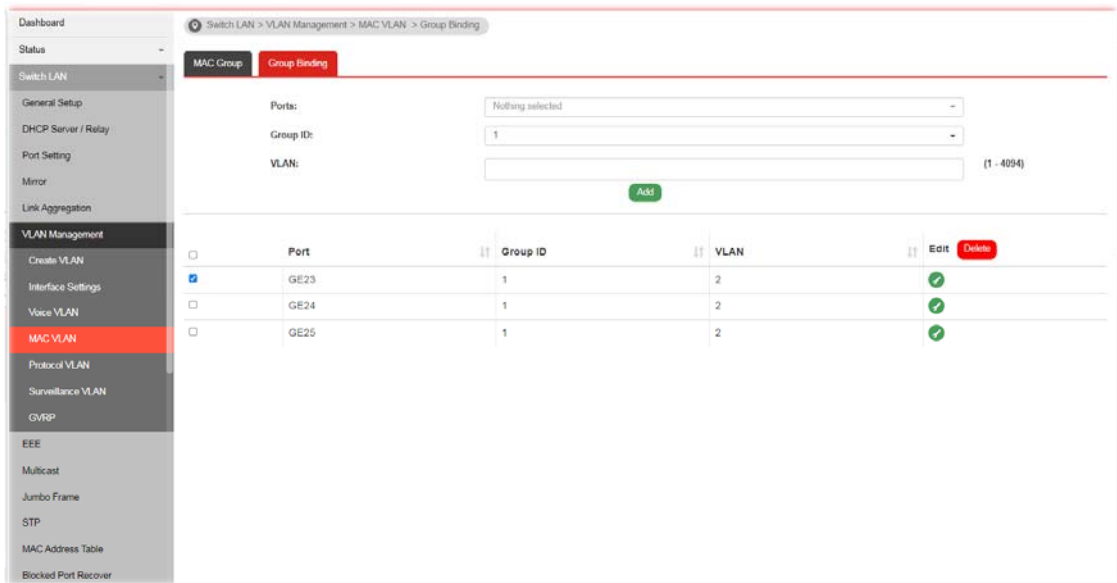 Dashboard
Status
Switch LAN
General Setup
DHCP Server / Relay
Port Setting
Mirror
Link Aggregation
VLAN Management
Create VLAN
Interface Settings
Voice VLAN
MAC VLAN
Protocol VLAN
Surveillance VLAN
GVRP
EEE
Multicast
Jumbo Frame
STP
MAC Address Table
Blocked Port Recover
Switch LAN > VLAN Management > MAC VLAN > Group Binding
MAC Group Group Binding
Ports: Nothing selected
Group ID: 1
VLAN: (1 - 4094)
Add
Port Group ID VLAN Edit Delete
GE23 1 2
GE24 1 2
GE25 1 2